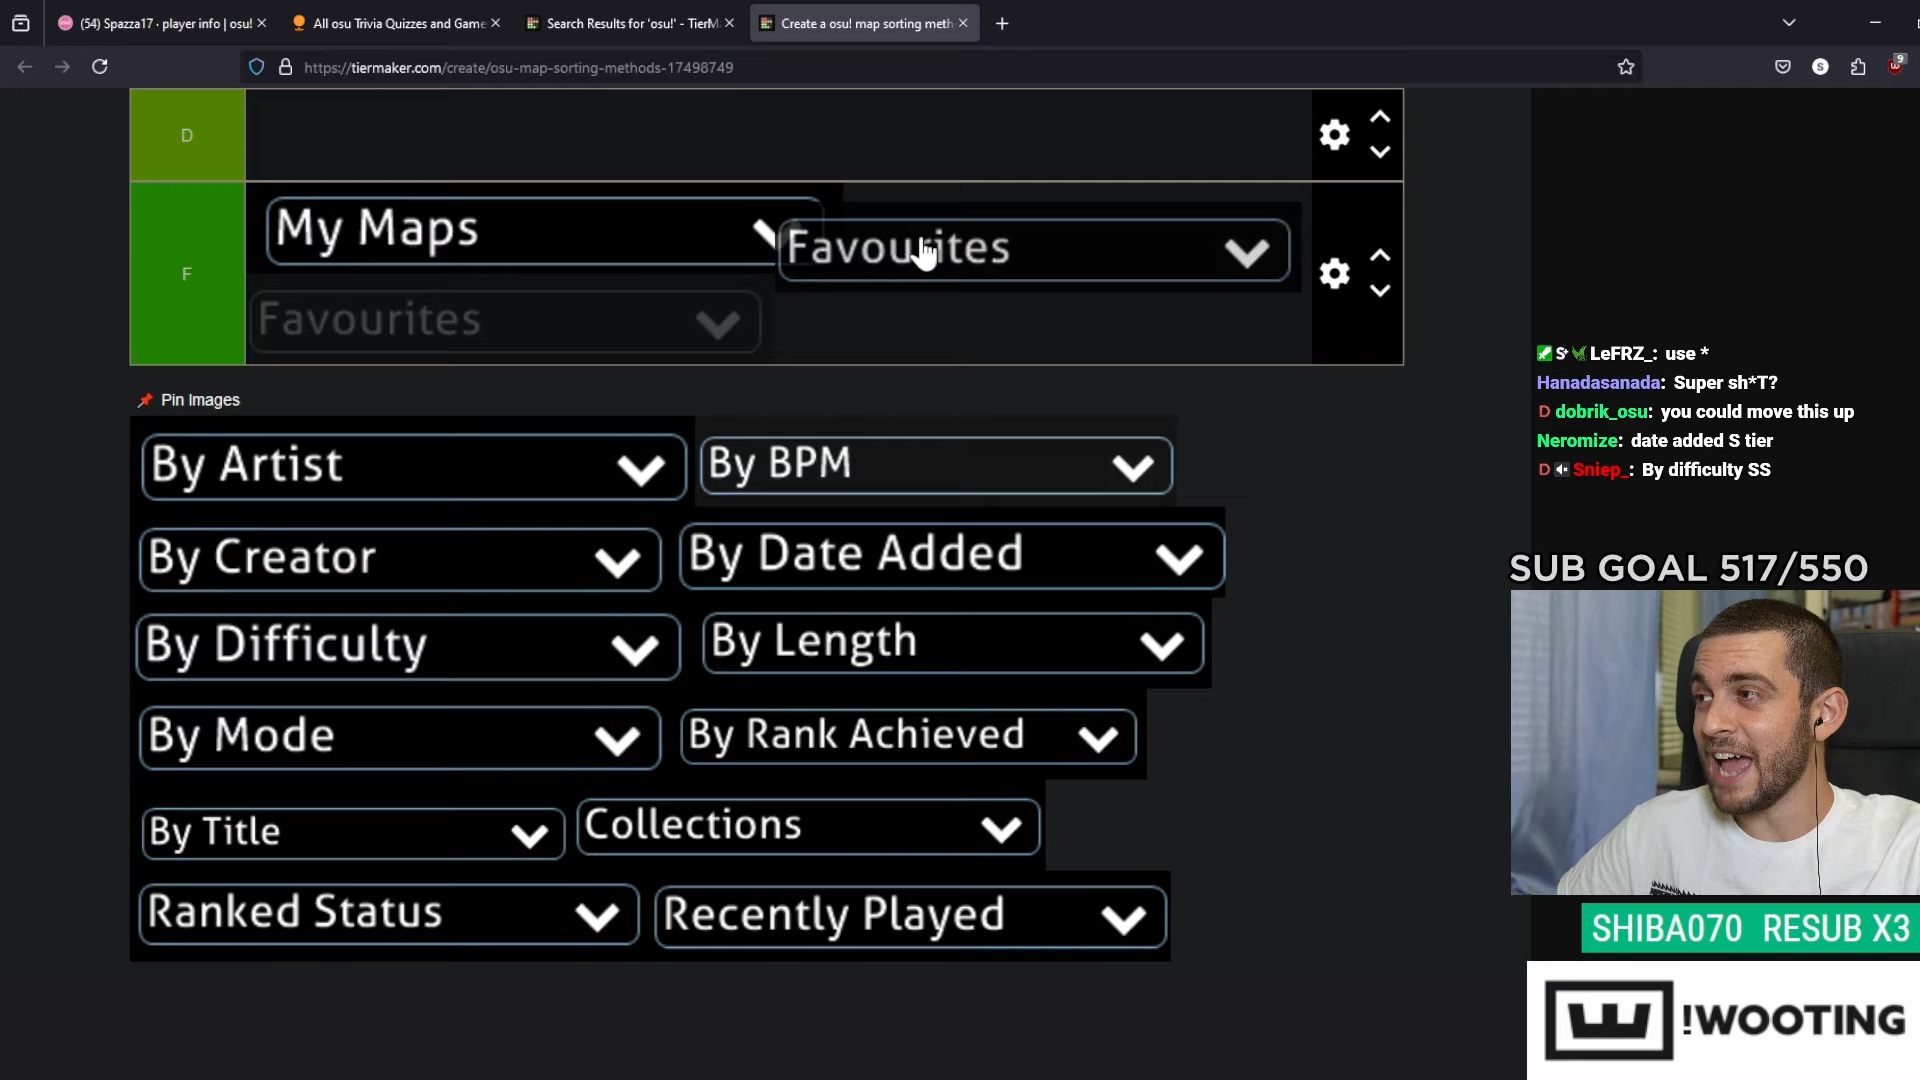 (54) Spazza17 · player info | osu!
All osu Trivia Quizzes and Game
Search Results for 'osu!' - TierM
Create a osu! map sorting meth
https://tiermaker.com/create/osu-map-sorting-methods-17498749
9
D
F
My Maps
Favourites
Favourites
Pin Images
By Artist
By BPM
By Creator
By Date Added
By Difficulty
By Length
By Mode
By Rank Achieved
By Title
Collections
Ranked Status
Recently Played
LeFRZ_: use *
Hanadasanada: Super sh*T?
D dobrik_osu: you could move this up
Neromize: date added S tier
D Sniep_: By difficulty SS
SUB GOAL 517/550
SHIBA070 RESUB X3
!WOOTING